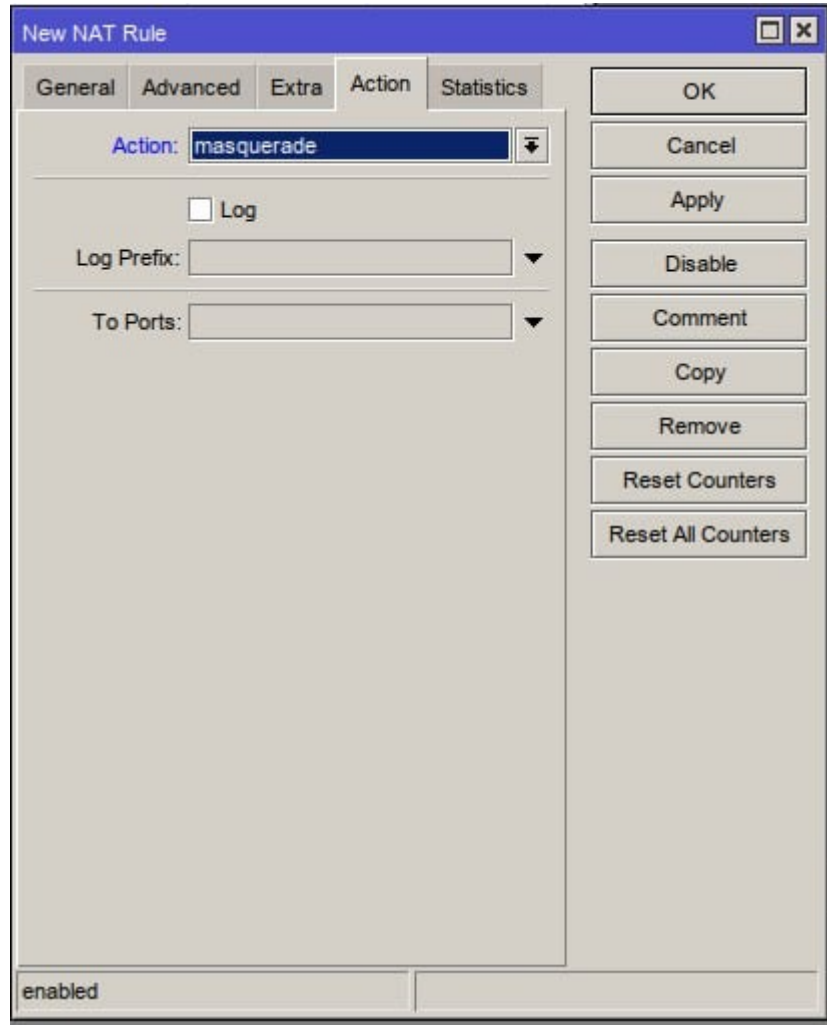 New NAT Rule
General Advanced Extra Action Statistics
Action: masquerade
Log
Log Prefix:
To Ports:
OK
Cancel
Apply
Disable
Comment
Copy
Remove
Reset Counters
Reset All Counters
enabled